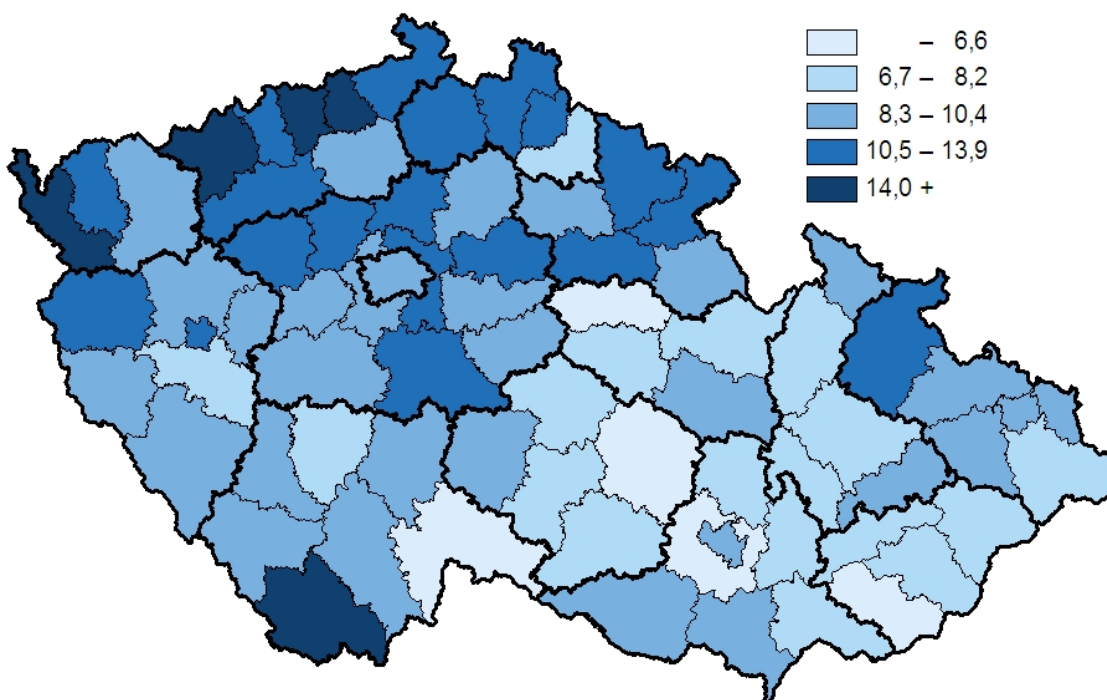 – 6,6
6,7 – 8,2
8,3 – 10,4
10,5 – 13,9
14,0 +